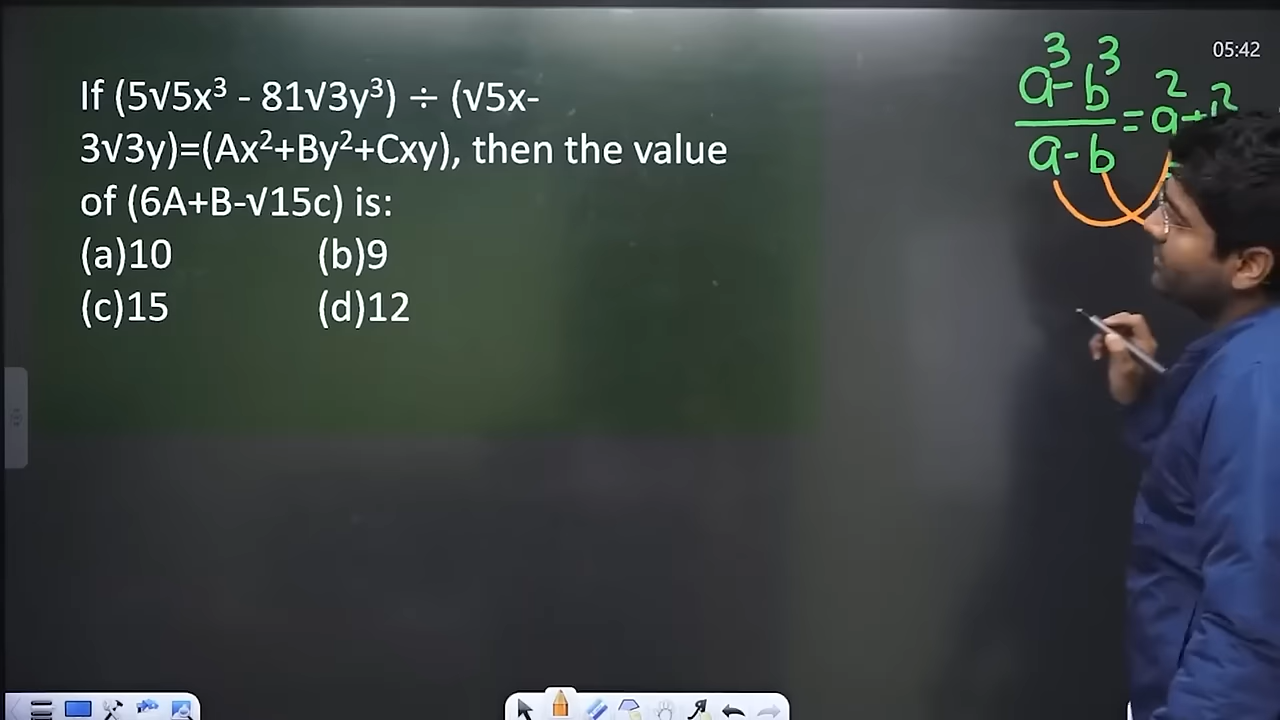 If (5√5x³ - 81√3y³) ÷ (√5x-
3√3y)=(Ax²+By²+Cxy), then the value
of (6A+B-√15c) is:
(a)10 (b)9
(c)15 (d)12
05:42
a³-b³
a-b
=a²+